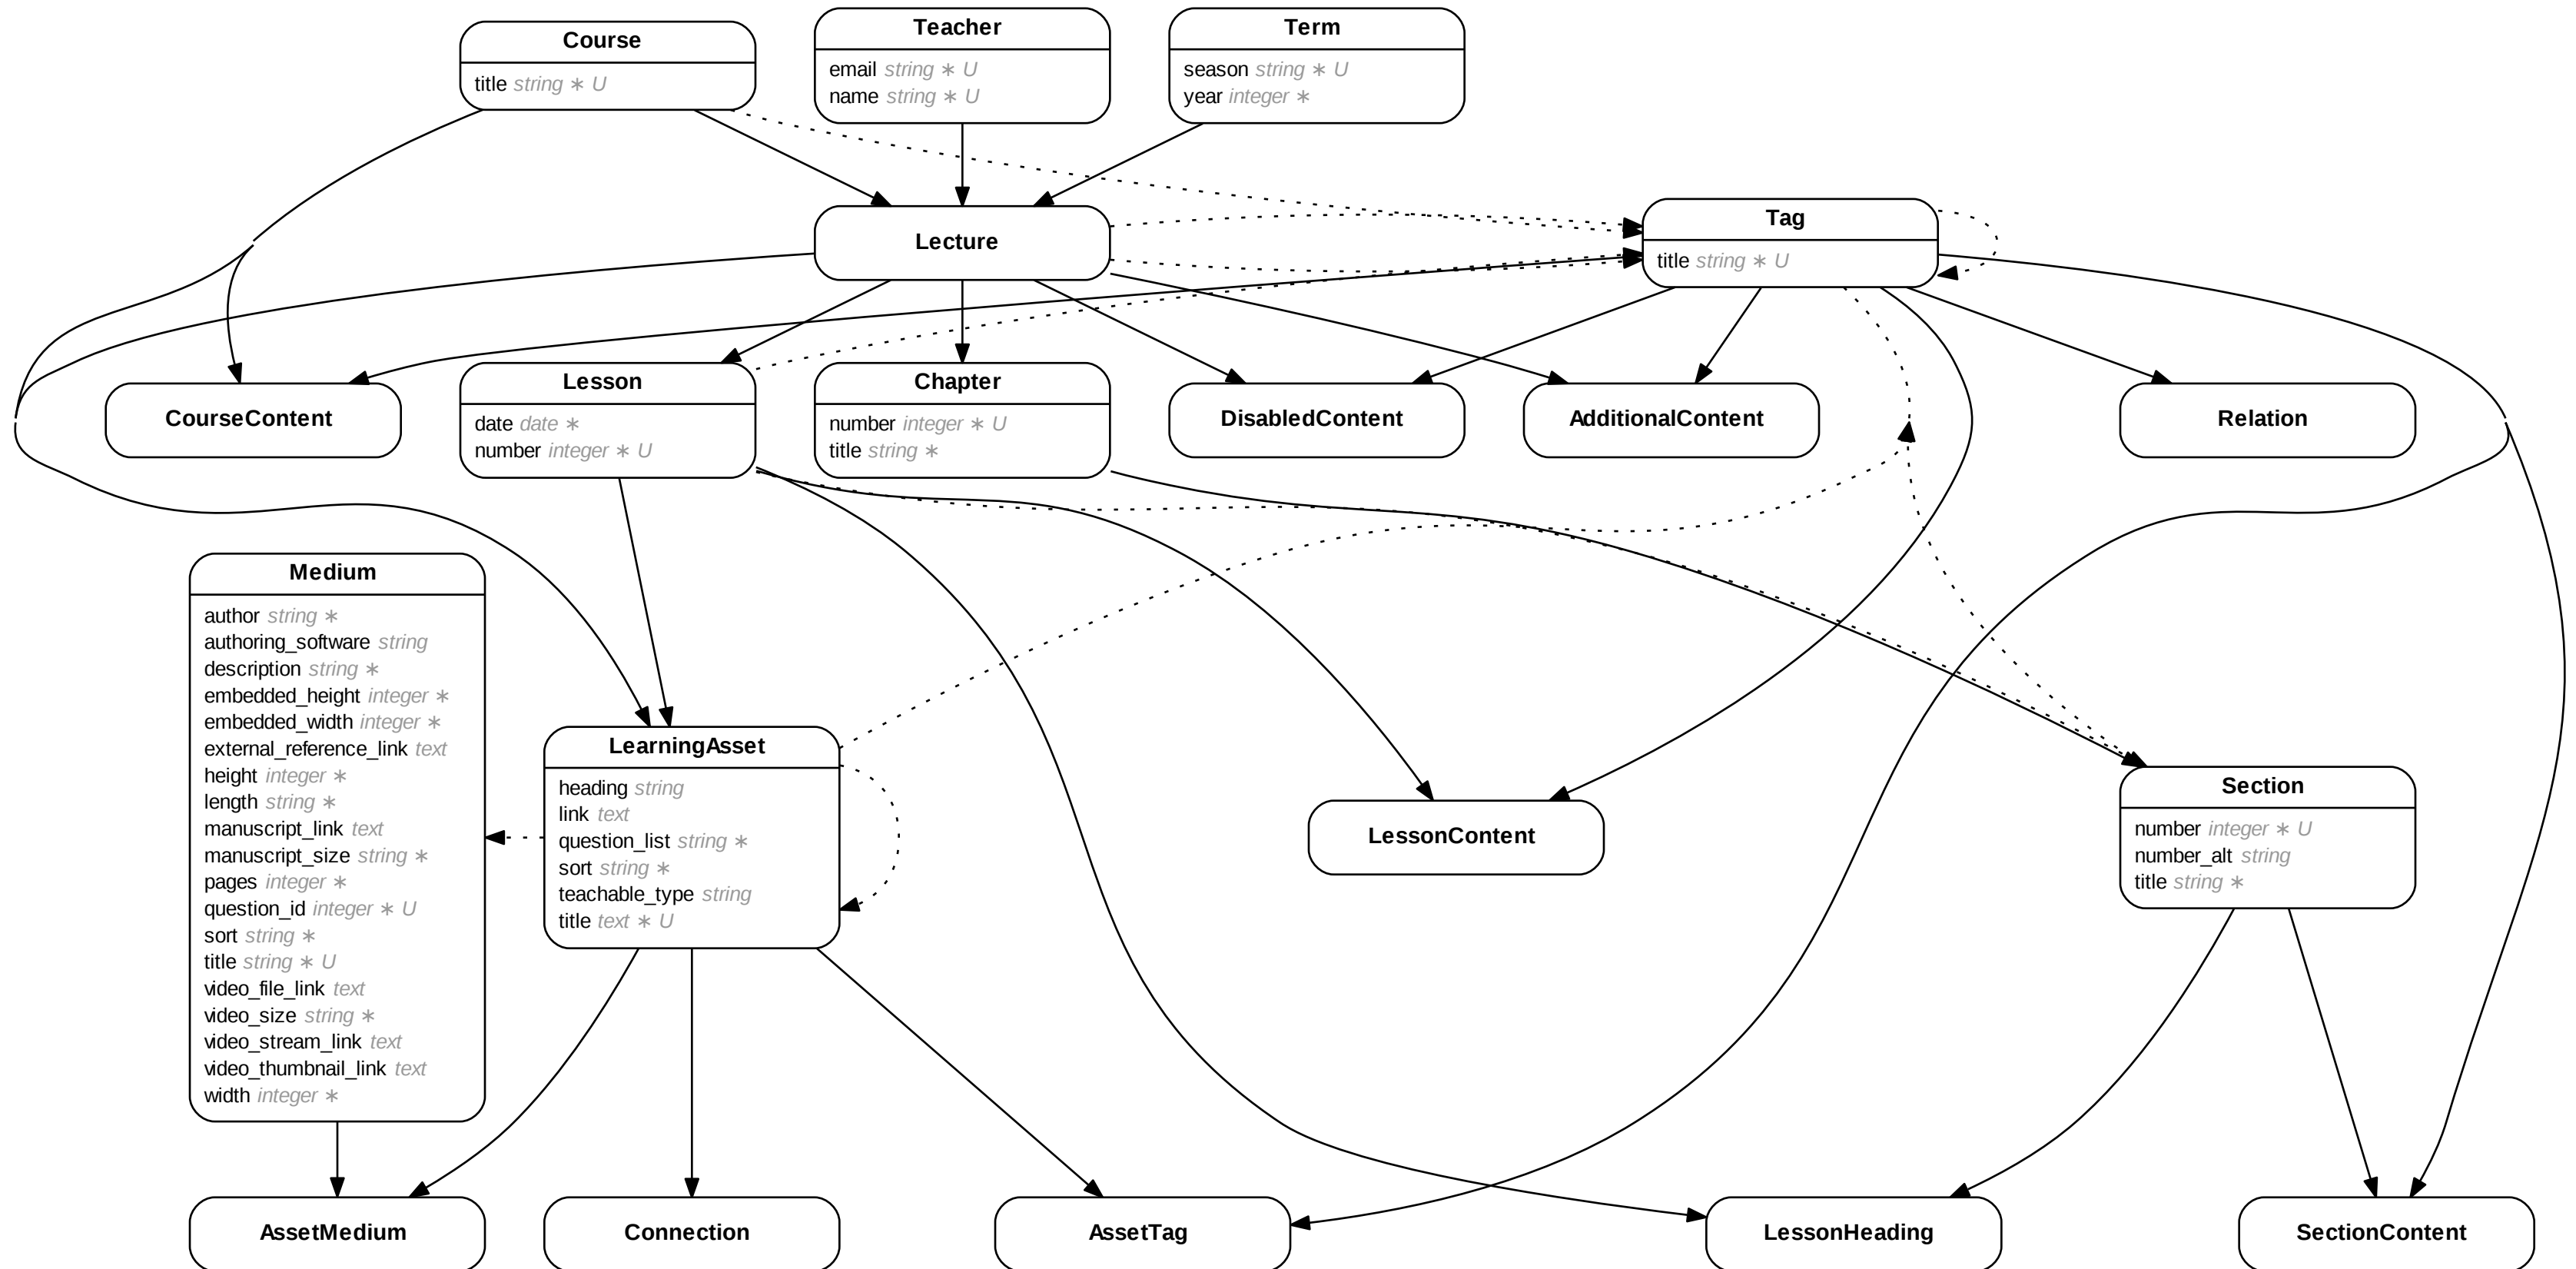 Course
title string ∗ U
Teacher
email string ∗ U
name string ∗ U
Term
season string ∗ U
year integer ∗
Lecture
Tag
title string ∗ U
CourseContent
Lesson
date date ∗
number integer ∗ U
Chapter
number integer ∗ U
title string ∗
DisabledContent
AdditionalContent
Relation
Medium
author string ∗
authoring_software string
description string ∗
embedded_height integer ∗
embedded_width integer ∗
external_reference_link text
height integer ∗
length string ∗
manuscript_link text
manuscript_size string ∗
pages integer ∗
question_id integer ∗ U
sort string ∗
title string ∗ U
video_file_link text
video_size string ∗
video_stream_link text
video_thumbnail_link text
width integer ∗
LearningAsset
heading string
link text
question_list string ∗
sort string ∗
teachable_type string
title text ∗ U
LessonContent
Section
number integer ∗ U
number_alt string
title string ∗
AssetMedium
Connection
AssetTag
LessonHeading
SectionContent